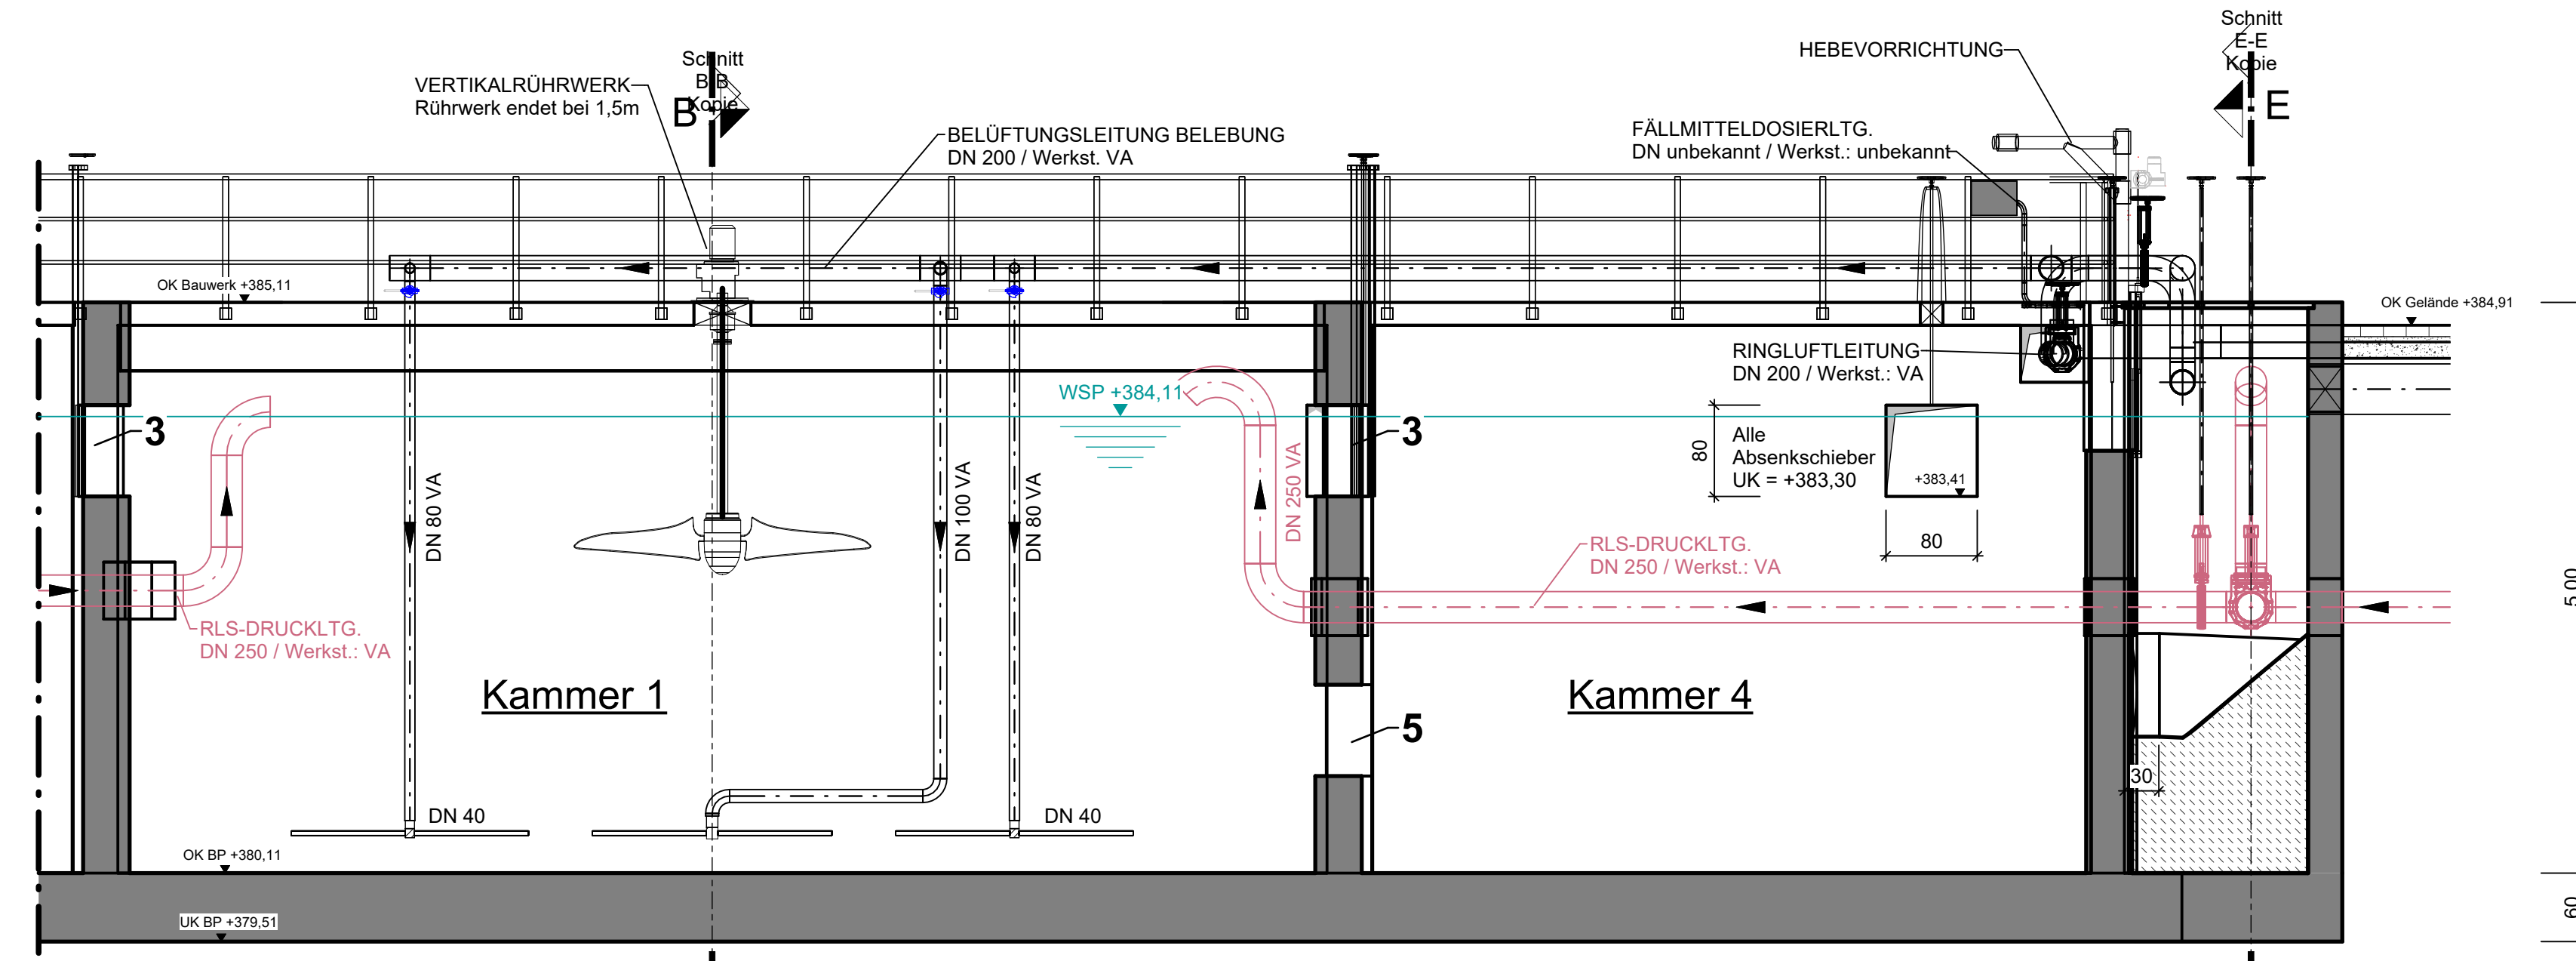 Schnitt
B-B
Kopie
B
VERTIKALRÜHRWERK
Rührwerk endet bei 1,5m
BELÜFTUNGSLEITUNG BELEBUNG
DN 200 / Werkst. VA
HEBEVORRICHTUNG
FÄLLMITTELDOSIERLTG.
DN unbekannt / Werkst.: unbekannt
Schnitt
E-E
Kopie
E
OK Bauwerk +385,11
OK Gelände +384,91
RINGLUFTLEITUNG
DN 200 / Werkst.: VA
WSP +384,11
3
3
80
Alle
Absenkschieber
UK = +383,30
+383,41
80
DN 80 VA
DN 100 VA
DN 80 VA
DN 250 VA
RLS-DRUCKLTG.
DN 250 / Werkst.: VA
RLS-DRUCKLTG.
DN 250 / Werkst.: VA
5,00
Kammer 1
Kammer 4
5
30
DN 40
DN 40
OK BP +380,11
UK BP +379,51
60